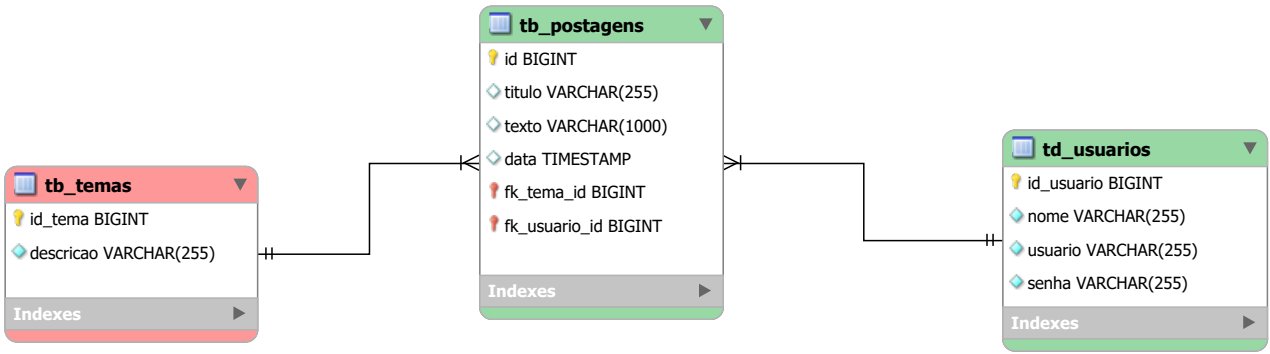 tb_temas
id_tema BIGINT
descricao VARCHAR(255)
Indexes
tb_postagens
id BIGINT
titulo VARCHAR(255)
texto VARCHAR(1000)
data TIMESTAMP
fk_tema_id BIGINT
fk_usuario_id BIGINT
Indexes
td_usuarios
id_usuario BIGINT
nome VARCHAR(255)
usuario VARCHAR(255)
senha VARCHAR(255)
Indexes